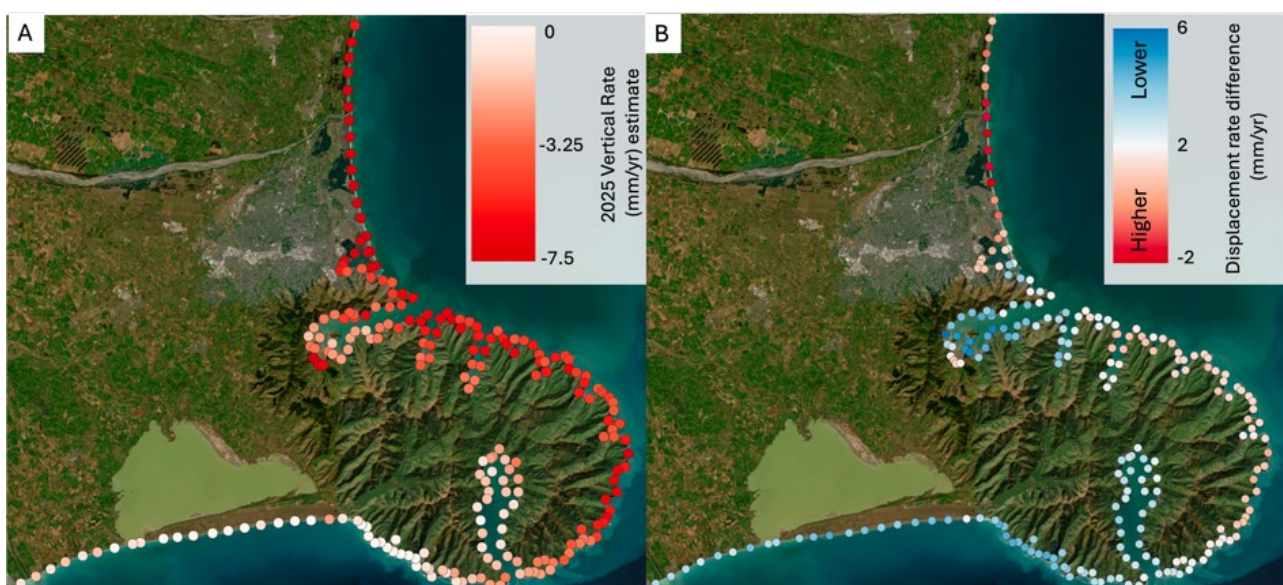 A
0
-3.25
-7.5
2025 Vertical Rate
(mm/yr) estimate
B
6
2
-2
Lower
Higher
Displacement rate difference
(mm/yr)